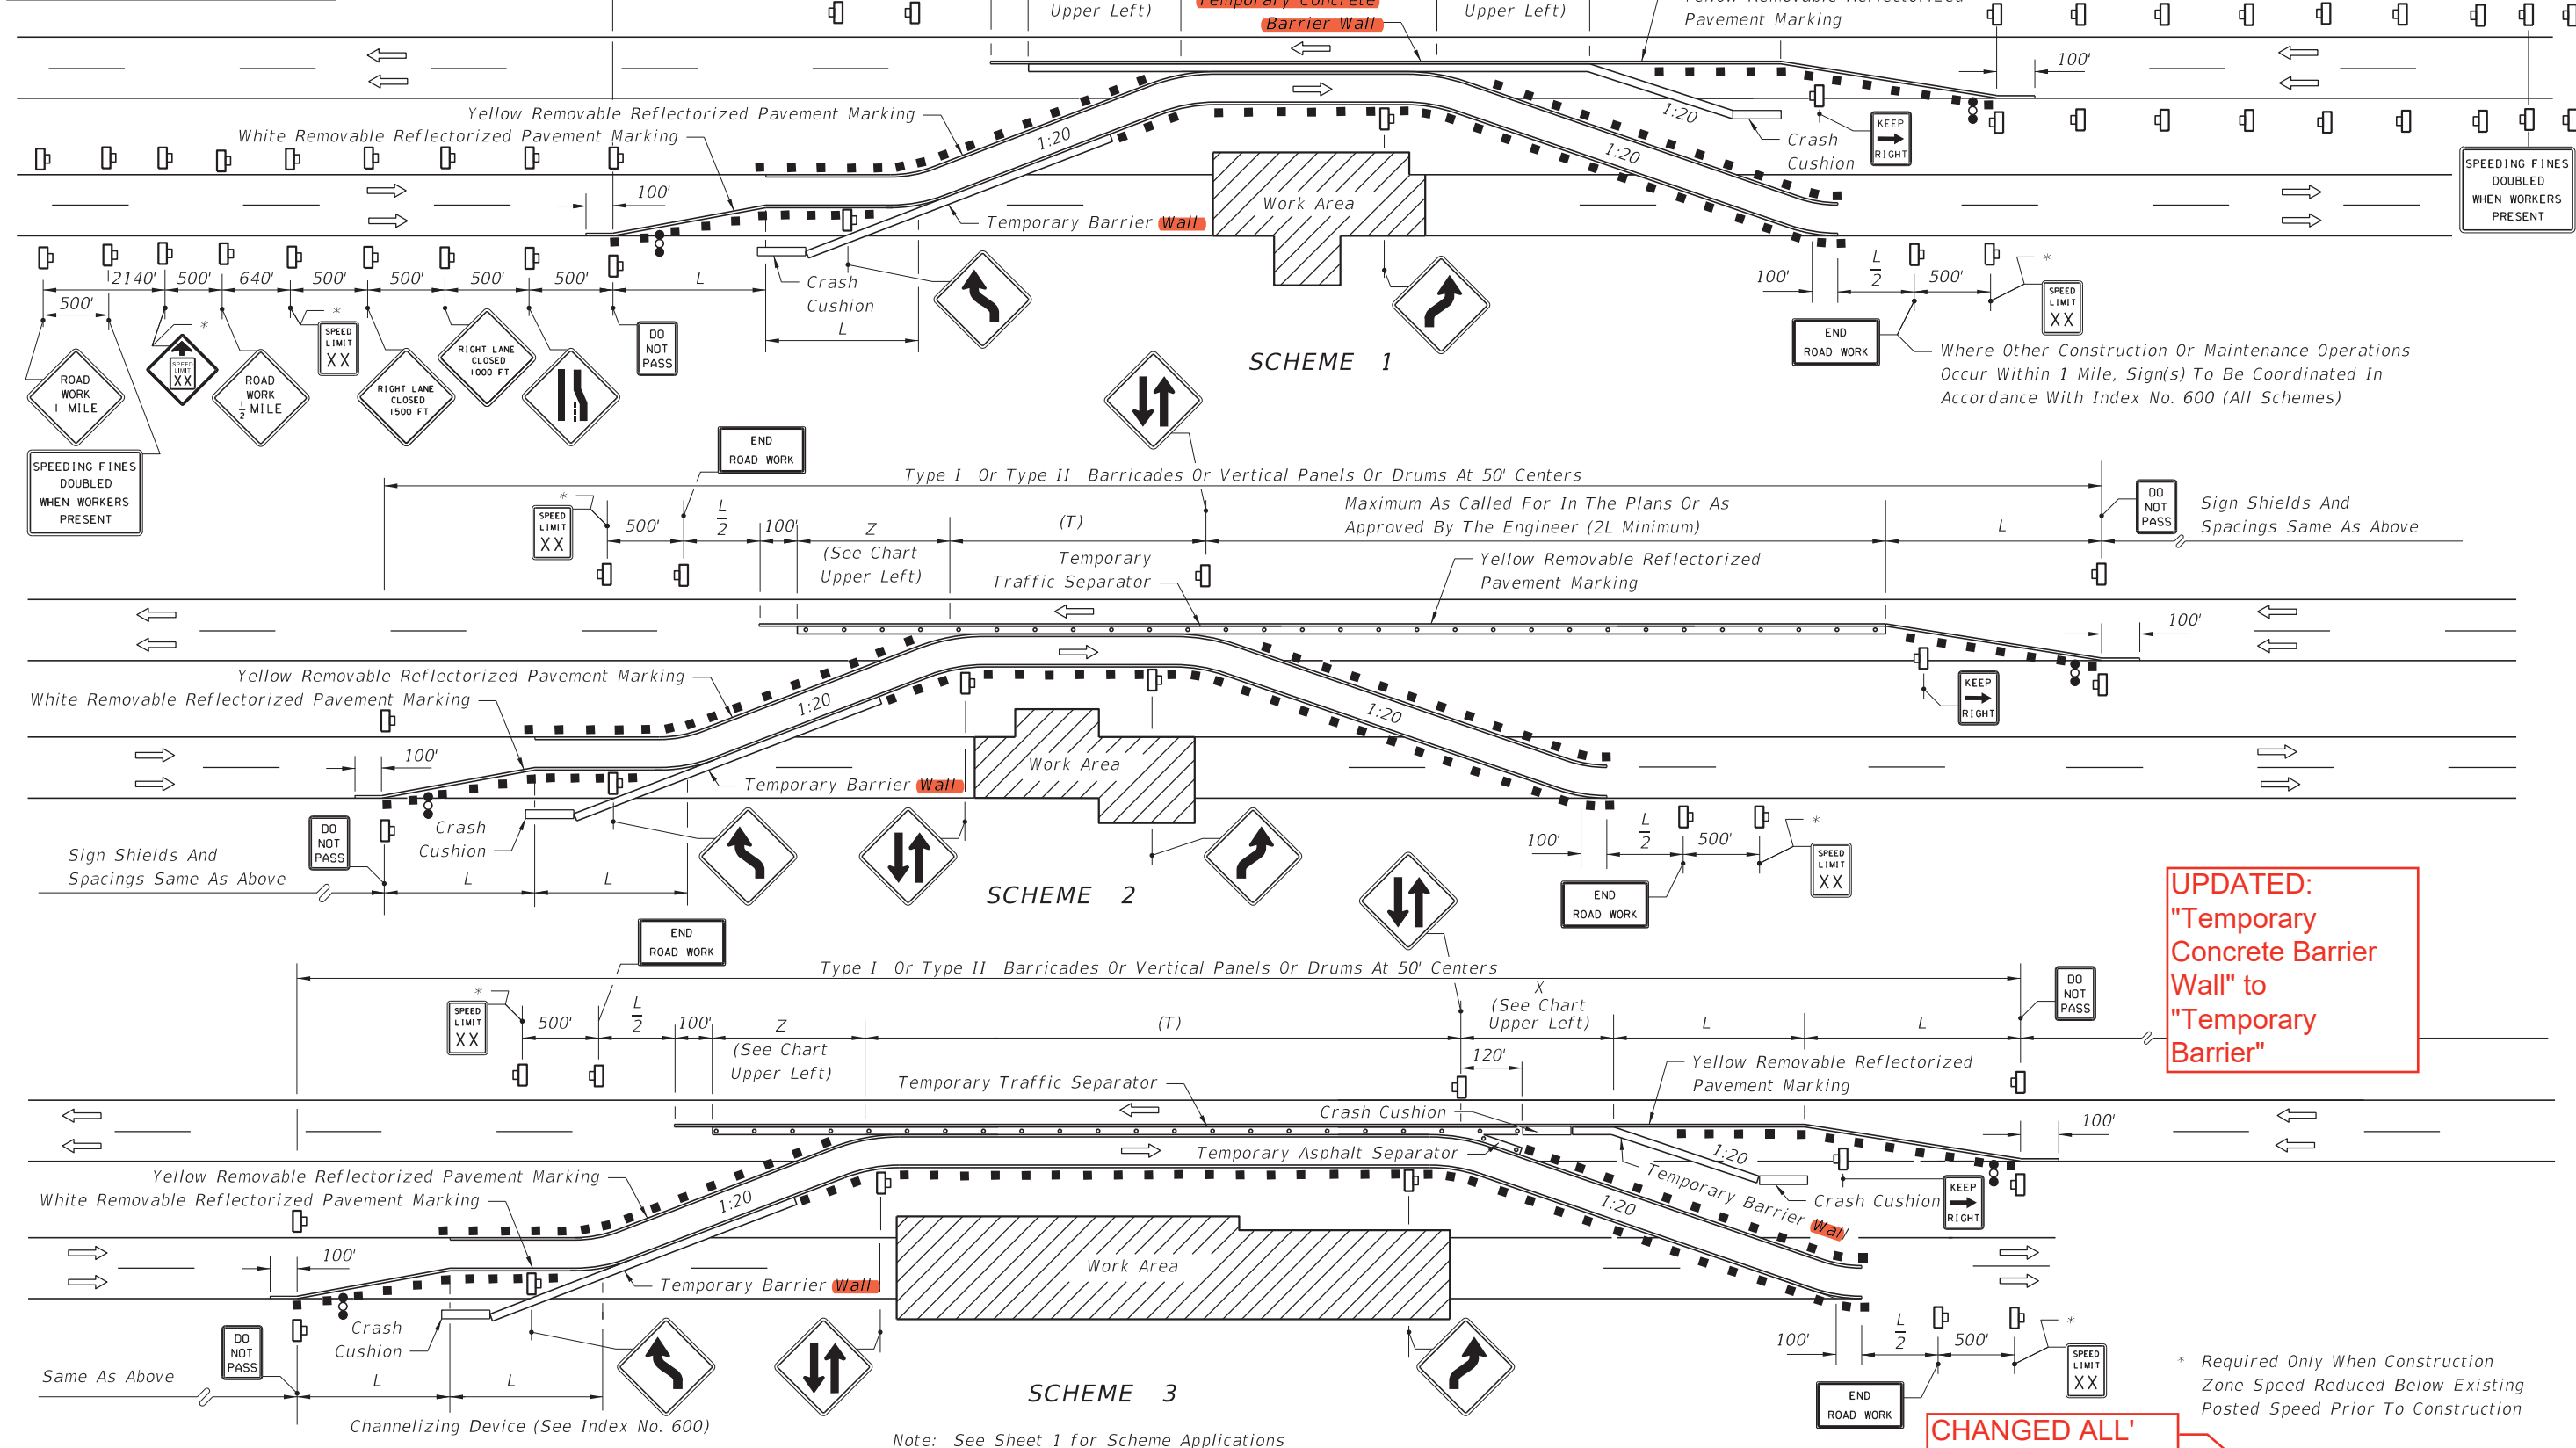 Upper Left)
Temporary Concrete
Barrier Wall
Upper Left)
Yellow Removable Reflectorized
Pavement Marking
100'
Yellow Removable Reflectorized Pavement Marking
White Removable Reflectorized Pavement Marking
1:20
1:20
1:20
Crash
Cushion
KEEP
RIGHT
SPEEDING FINES
DOUBLED
WHEN WORKERS
PRESENT
100'
Work Area
Temporary Barrier Wall
2140'
500'
640'
500'
500'
500'
500'
L
500'
Crash
Cushion
L
100'
L
2
500'
*
SPEED
LIMIT
XX
END
ROAD WORK
Where Other Construction Or Maintenance Operations
Occur Within 1 Mile, Sign(s) To Be Coordinated In
Accordance With Index No. 600 (All Schemes)
ROAD
WORK
1 MILE
*
SPEED
LIMIT
XX
ROAD
WORK
1/2 MILE
*
SPEED
LIMIT
XX
RIGHT LANE
CLOSED
1500 FT
RIGHT LANE
CLOSED
1000 FT
DO
NOT
PASS
SCHEME 1
SPEEDING FINES
DOUBLED
WHEN WORKERS
PRESENT
END
ROAD WORK
Type I Or Type II Barricades Or Vertical Panels Or Drums At 50' Centers
*
SPEED
LIMIT
XX
500'
L
2
100'
Z
(See Chart
Upper Left)
(T)
Maximum As Called For In The Plans Or As
Approved By The Engineer (2L Minimum)
L
DO
NOT
PASS
Sign Shields And
Spacings Same As Above
Temporary
Traffic Separator
Yellow Removable Reflectorized
Pavement Marking
100'
Yellow Removable Reflectorized Pavement Marking
White Removable Reflectorized Pavement Marking
1:20
1:20
KEEP
RIGHT
100'
Work Area
Temporary Barrier Wall
DO
NOT
PASS
Crash
Cushion
Sign Shields And
Spacings Same As Above
L
L
100'
L
2
500'
*
SPEED
LIMIT
XX
END
ROAD WORK
SCHEME 2
UPDATED:
"Temporary
Concrete Barrier
Wall" to
"Temporary
Barrier"
END
ROAD WORK
Type I Or Type II Barricades Or Vertical Panels Or Drums At 50' Centers
*
SPEED
LIMIT
XX
500'
L
2
100'
Z
(See Chart
Upper Left)
(T)
X
(See Chart
Upper Left)
L
L
DO
NOT
PASS
120'
Temporary Traffic Separator
Yellow Removable Reflectorized
Pavement Marking
Crash Cushion
100'
Temporary Asphalt Separator
Yellow Removable Reflectorized Pavement Marking
White Removable Reflectorized Pavement Marking
1:20
1:20
1:20
Temporary Barrier Wall
Crash Cushion
KEEP
RIGHT
100'
Work Area
Temporary Barrier Wall
DO
NOT
PASS
Crash
Cushion
Same As Above
L
L
100'
L
2
500'
*
SPEED
LIMIT
XX
END
ROAD WORK
* Required Only When Construction
Zone Speed Reduced Below Existing
Posted Speed Prior To Construction
SCHEME 3
Channelizing Device (See Index No. 600)
Note: See Sheet 1 for Scheme Applications
CHANGED ALL'